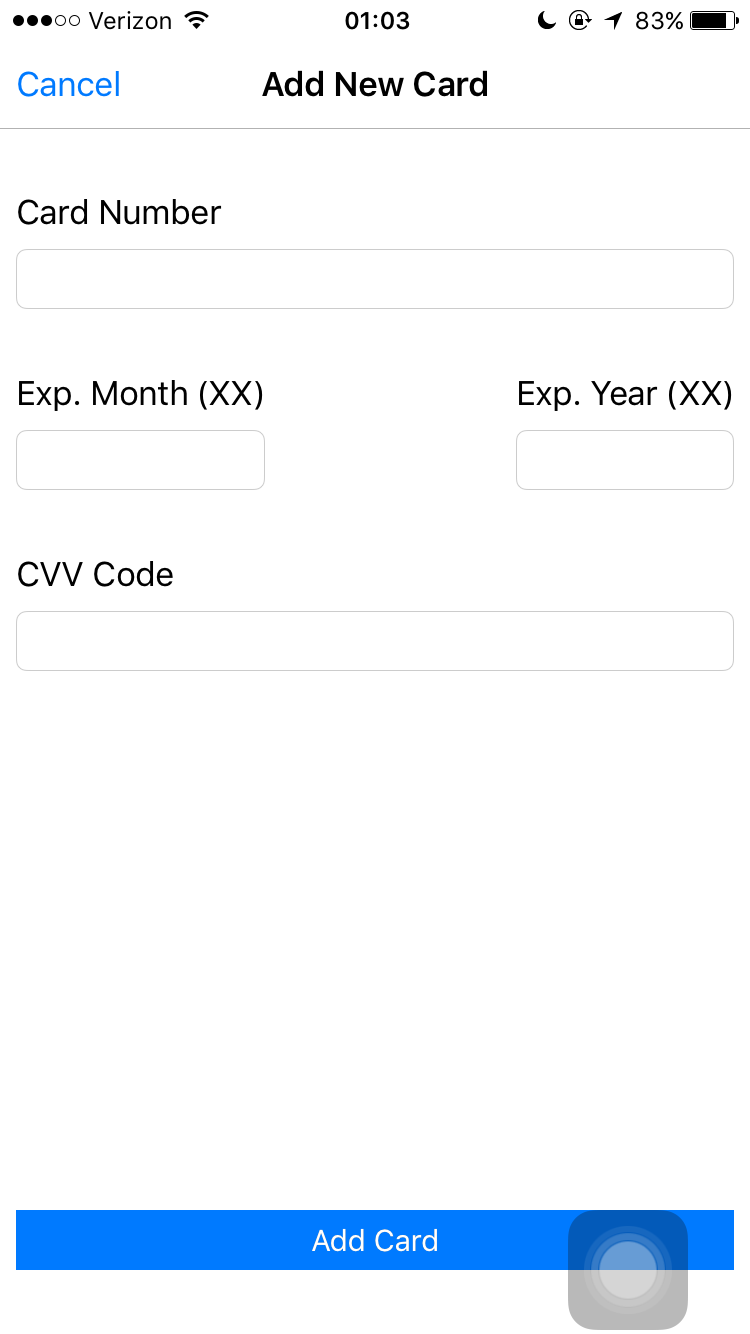 Verizon 01:03 83%
Cancel Add New Card
Card Number
Exp. Month (XX) Exp. Year (XX)
CVV Code
Add Card